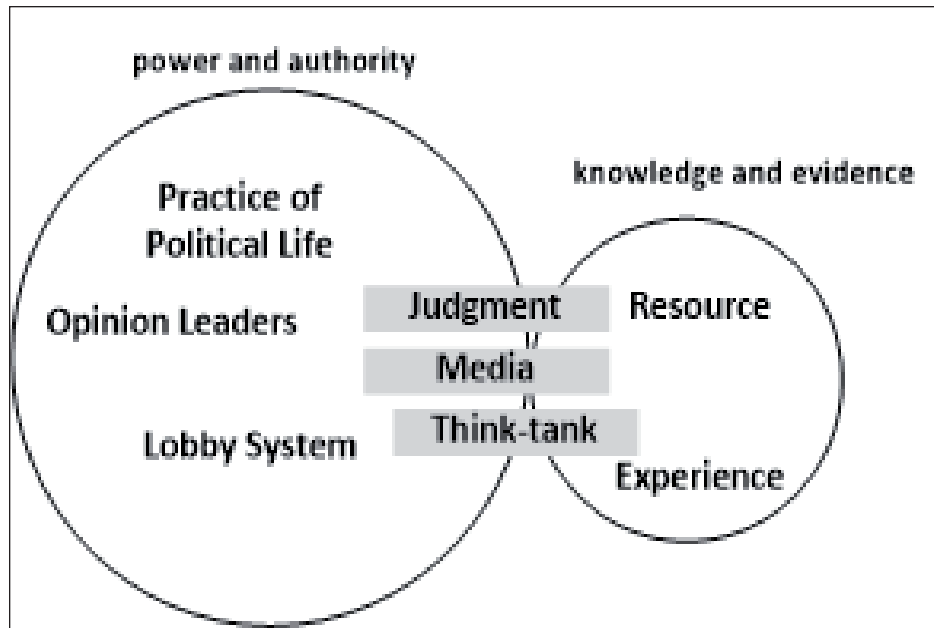 power and authority
knowledge and evidence
Practice of
Political Life
Judgment
Resource
Opinion Leaders
Media
Think-tank
Lobby System
Experience